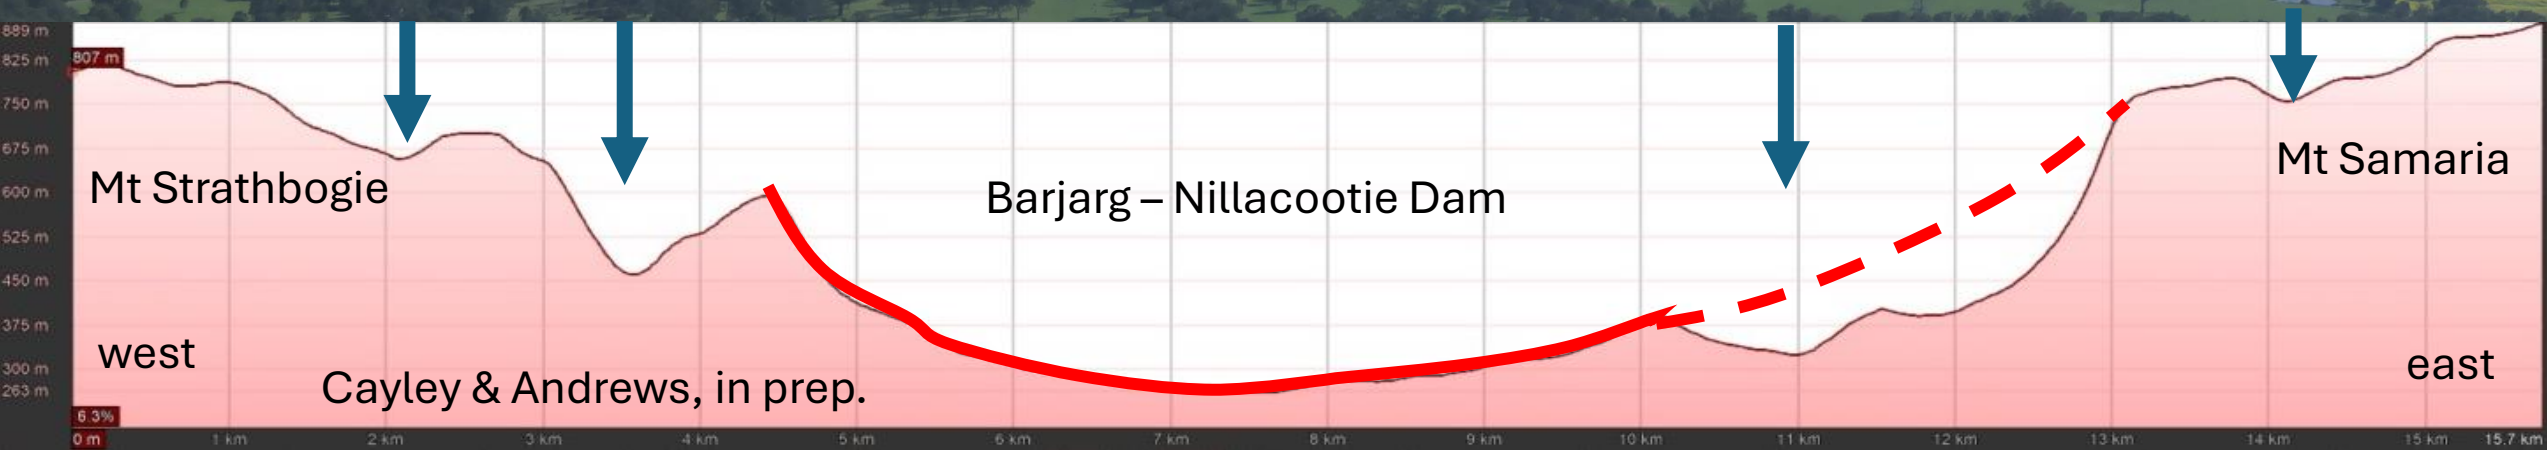 889 m
825 m
807 m
750 m
675 m
600 m
525 m
450 m
375 m
300 m
263 m
Mt Strathbogie
Barjarg – Nillacootie Dam
Mt Samaria
west
east
Cayley & Andrews, in prep.
6.3%
0 m
1 km
2 km
3 km
4 km
5 km
6 km
7 km
8 km
9 km
10 km
11 km
12 km
13 km
14 km
15 km
15.7 km